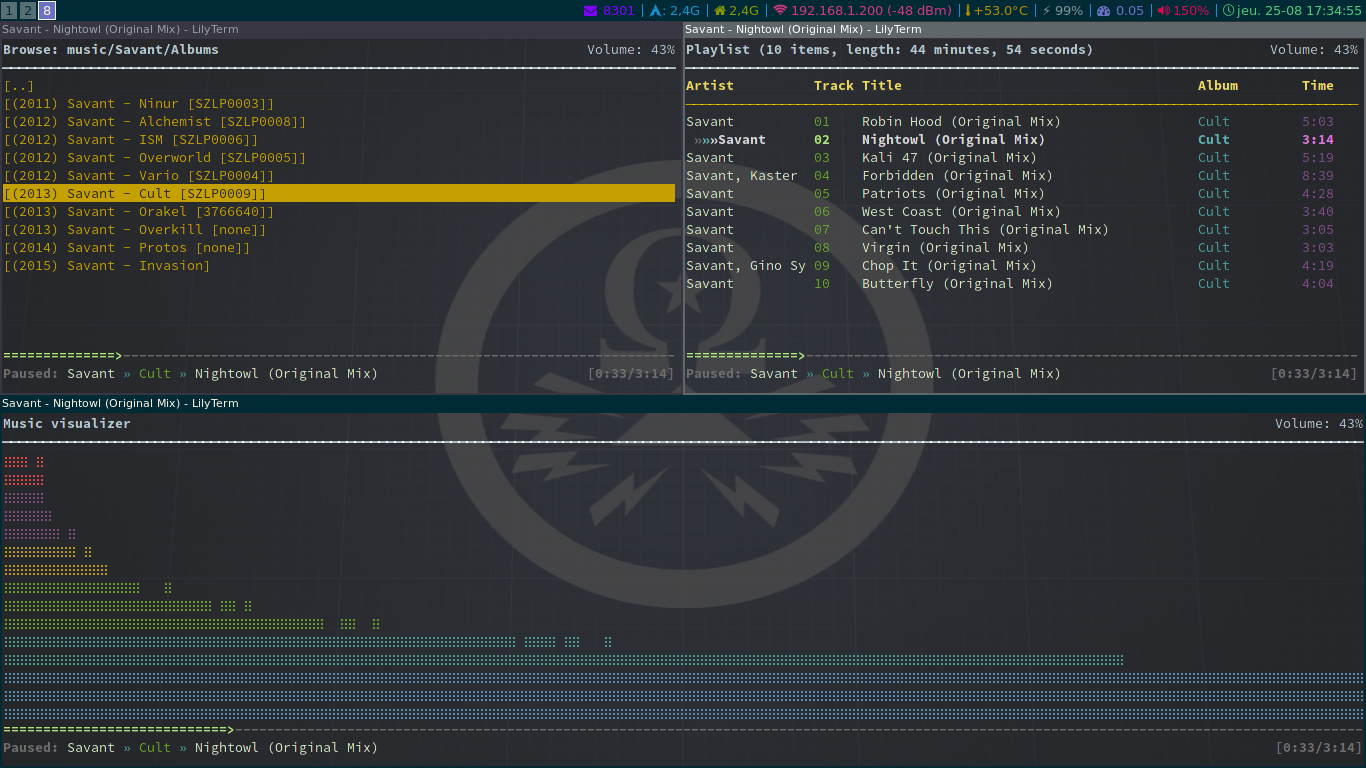 1 2 8 8301 | : 2,4G | 2,4G | 192.168.1.200 (-48 dBm) | +53.0°C | ⚡ 99% | 0.05 | 150% | jeu. 25-08 17:34:55
Savant - Nightowl (Original Mix) - LilyTerm
Browse: music/Savant/Albums Volume: 43%
[..]
[(2011) Savant - Ninur [SZLP0003]]
[(2012) Savant - Alchemist [SZLP0008]]
[(2012) Savant - ISM [SZLP0006]]
[(2012) Savant - Overworld [SZLP0005]]
[(2012) Savant - Vario [SZLP0004]]
[(2013) Savant - Cult [SZLP0009]]
[(2013) Savant - Orakel [3766640]]
[(2013) Savant - Overkill [none]]
[(2014) Savant - Protos [none]]
[(2015) Savant - Invasion]
Paused: Savant » Cult » Nightowl (Original Mix) [0:33/3:14]
Savant - Nightowl (Original Mix) - LilyTerm
Playlist (10 items, length: 44 minutes, 54 seconds) Volume: 43%
Artist Track Title Album Time
Savant 01 Robin Hood (Original Mix) Cult 5:03
»»»Savant 02 Nightowl (Original Mix) Cult 3:14
Savant 03 Kali 47 (Original Mix) Cult 5:19
Savant, Kaster 04 Forbidden (Original Mix) Cult 8:39
Savant 05 Patriots (Original Mix) Cult 4:28
Savant 06 West Coast (Original Mix) Cult 3:40
Savant 07 Can't Touch This (Original Mix) Cult 3:05
Savant 08 Virgin (Original Mix) Cult 3:03
Savant, Gino Sy 09 Chop It (Original Mix) Cult 4:19
Savant 10 Butterfly (Original Mix) Cult 4:04
Paused: Savant » Cult » Nightowl (Original Mix) [0:33/3:14]
Savant - Nightowl (Original Mix) - LilyTerm
Music visualizer Volume: 43%
Paused: Savant » Cult » Nightowl (Original Mix) [0:33/3:14]